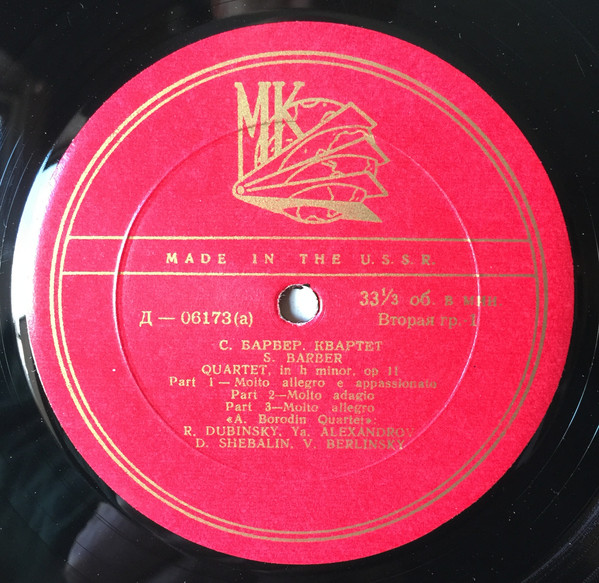 МК
MADE IN THE U.S.S.R.
33⅓ об. в мин.
Д — 06173(а)
Вторая гр.-1
С. БАРБЕР. КВАРТЕТ
S. BARBER
QUARTET, in h minor, op 11
Part 1—Molto allegro e appassionato
Part 2—Molto adagio
Part 3—Molto allegro
«A. Borodin Quartet»:
R. DUBINSKY, Ya. ALEXANDROV,
D. SHEBALIN, V. BERLINSKY